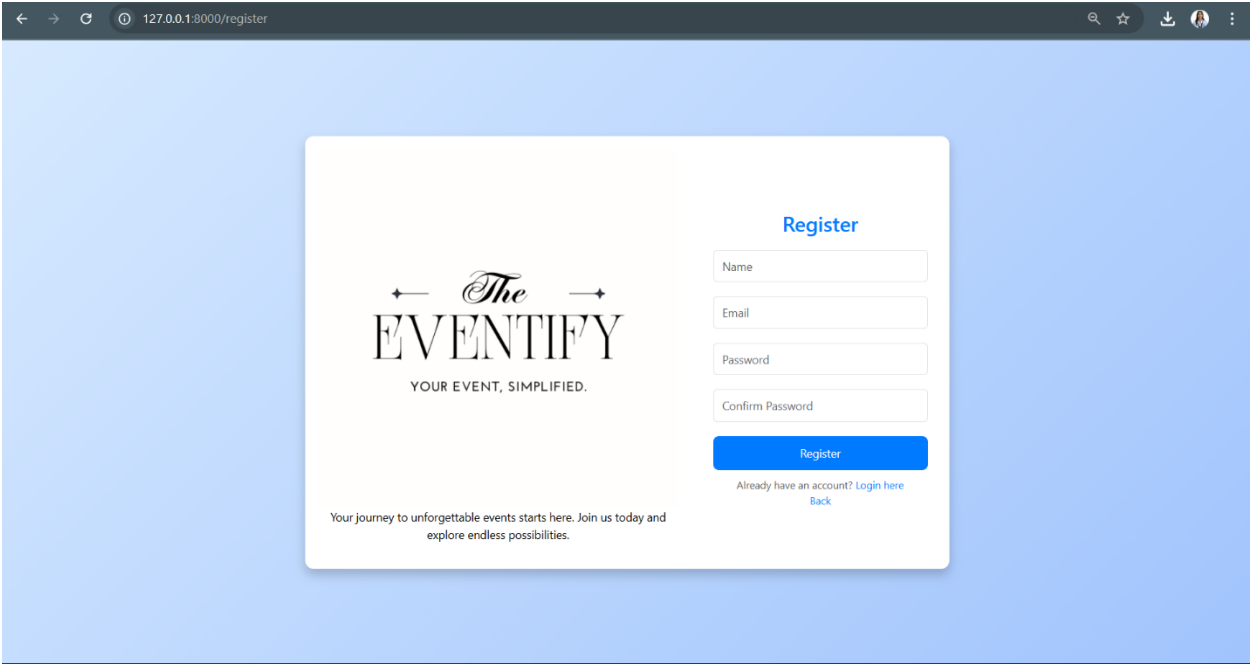 127.0.0.1:8000/register
The
EVENTIFY
YOUR EVENT, SIMPLIFIED.
Your journey to unforgettable events starts here. Join us today and
explore endless possibilities.
Register
Name
Email
Password
Confirm Password
Register
Already have an account? Login here
Back